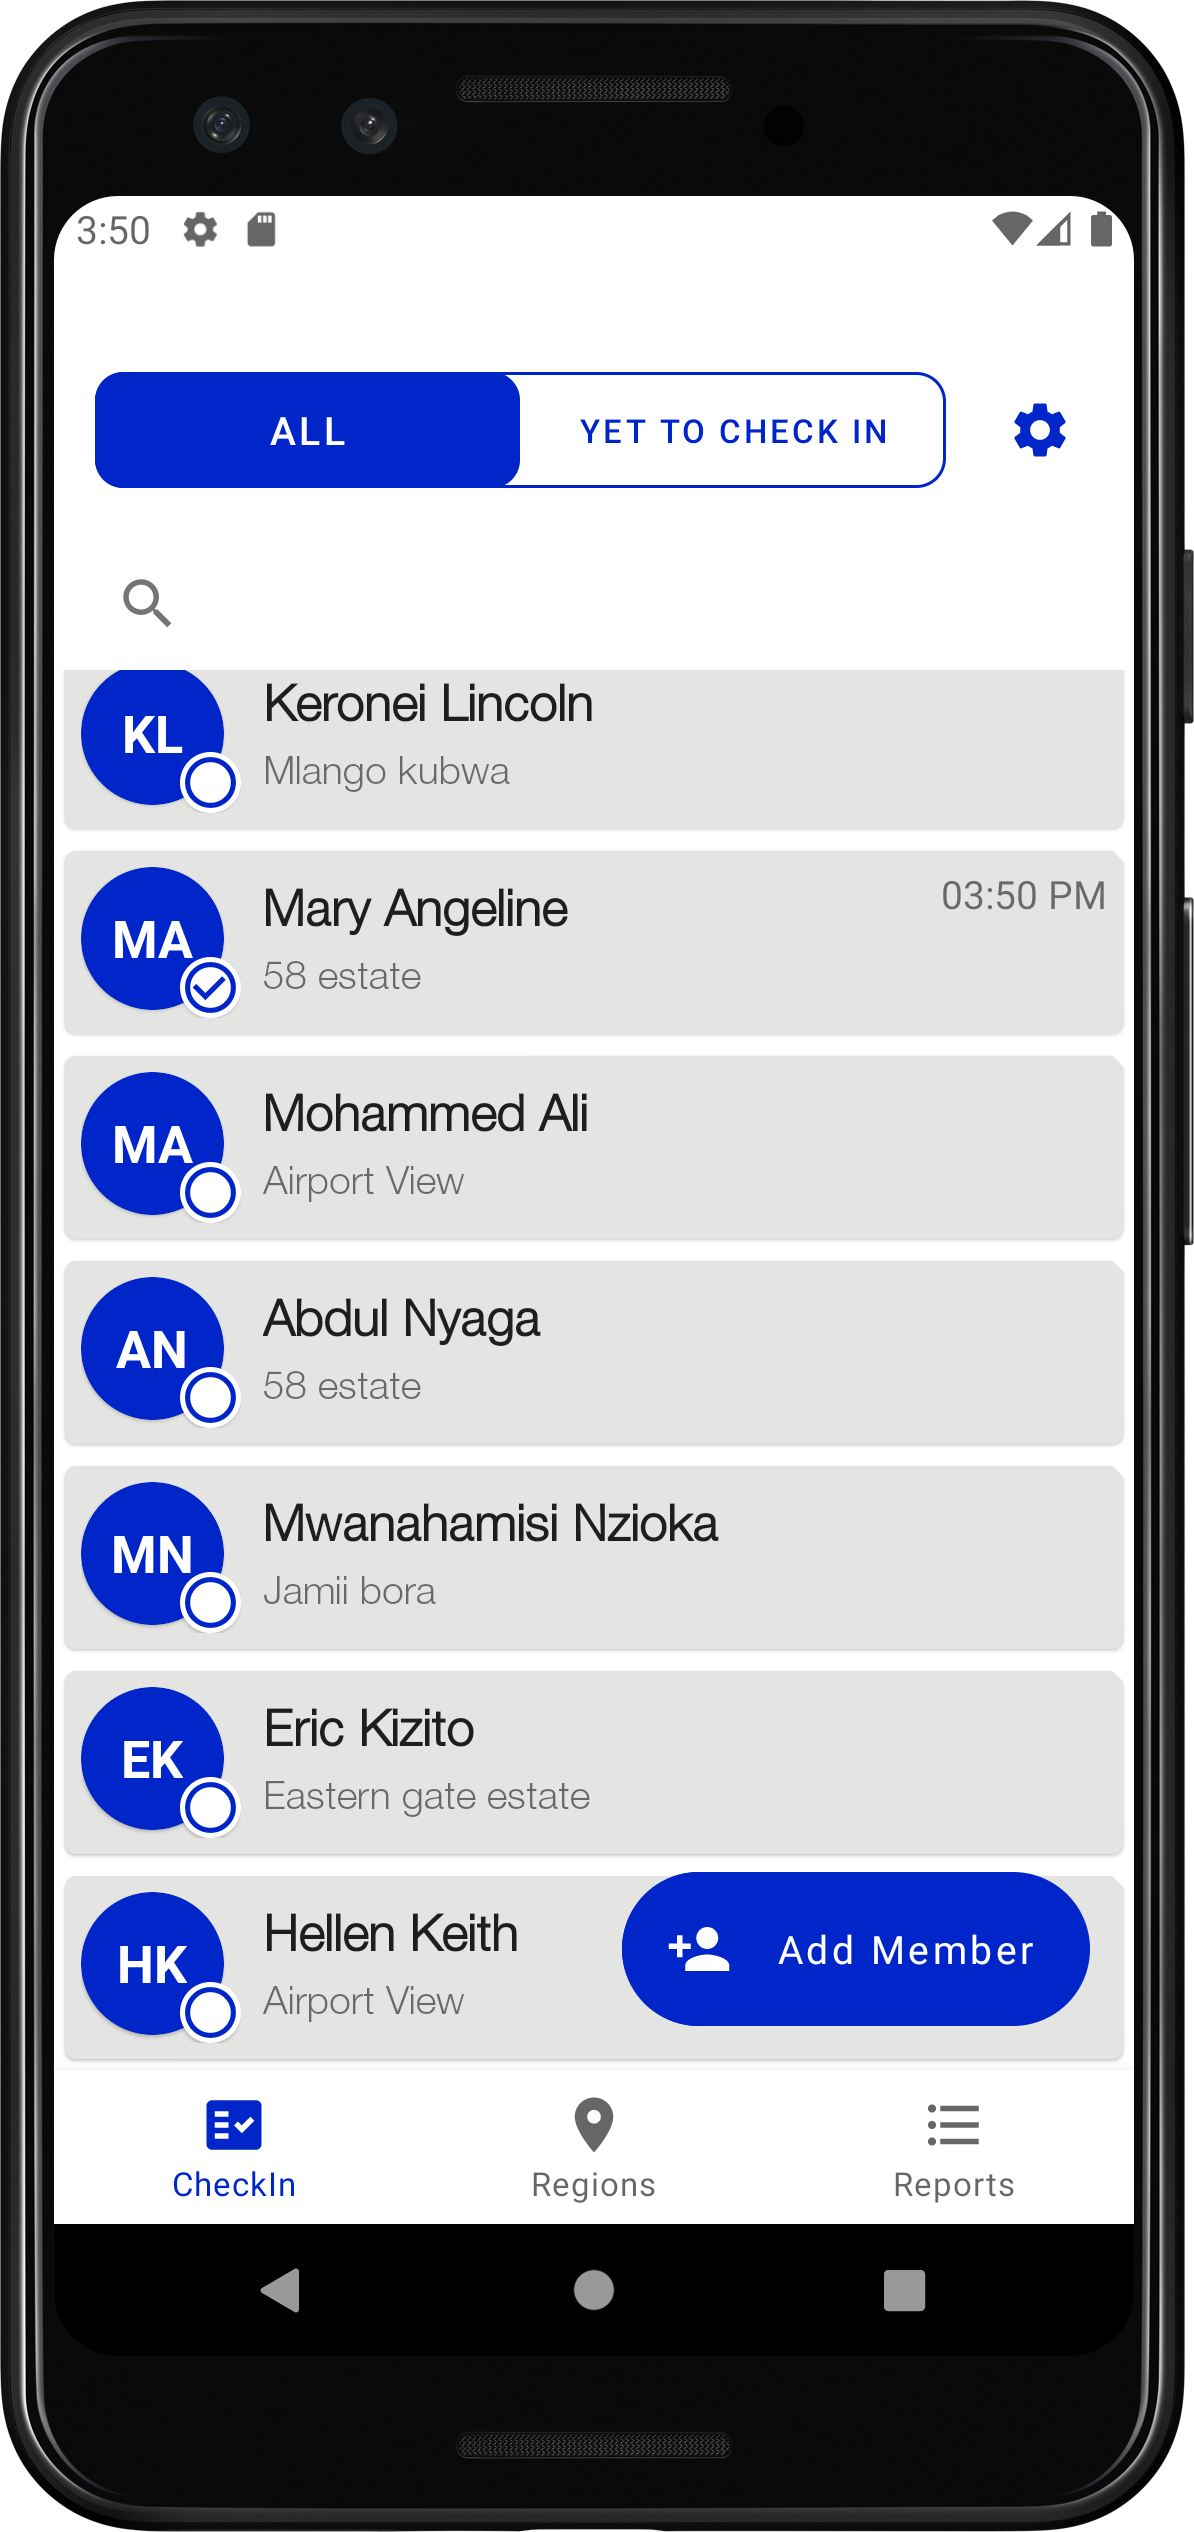 3:50
ALL
YET TO CHECK IN
KL
Keronei Lincoln
Mlango kubwa
MA
Mary Angeline
03:50 PM
58 estate
MA
Mohammed Ali
Airport View
AN
Abdul Nyaga
58 estate
MN
Mwanahamisi Nzioka
Jamii bora
EK
Eric Kizito
Eastern gate estate
HK
Hellen Keith
Airport View
Add Member
CheckIn
Regions
Reports